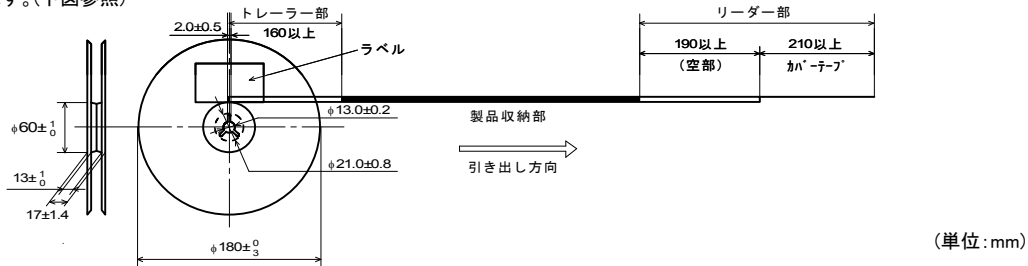 す。(下図参照)
トレーラー部
リーダー部
2.0±0.5
160以上
190以上
210以上
(空部)
カバーテープ
ラベル
φ60± 1 0
φ13.0±0.2
製品収納部
φ21.0±0.8
引き出し方向
13± 1 0
17±1.4
φ180± 0 3
(単位:mm)